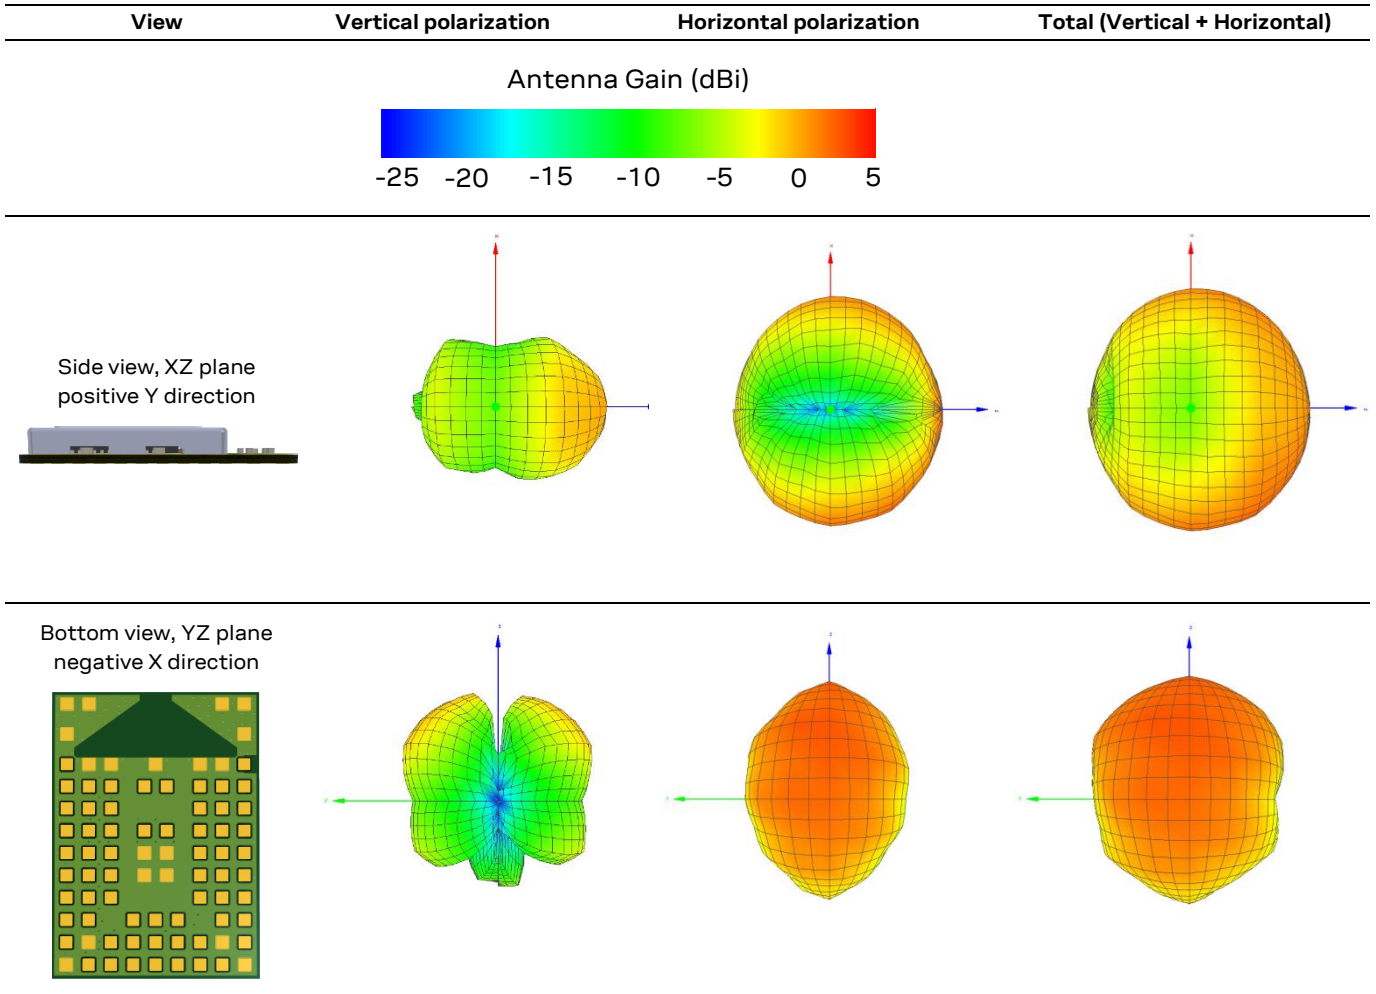 View Vertical polarization Horizontal polarization Total (Vertical + Horizontal)
Antenna Gain (dBi)
-25 -20 -15 -10 -5 0 5
Side view, XZ plane
positive Y direction
Bottom view, YZ plane
negative X direction